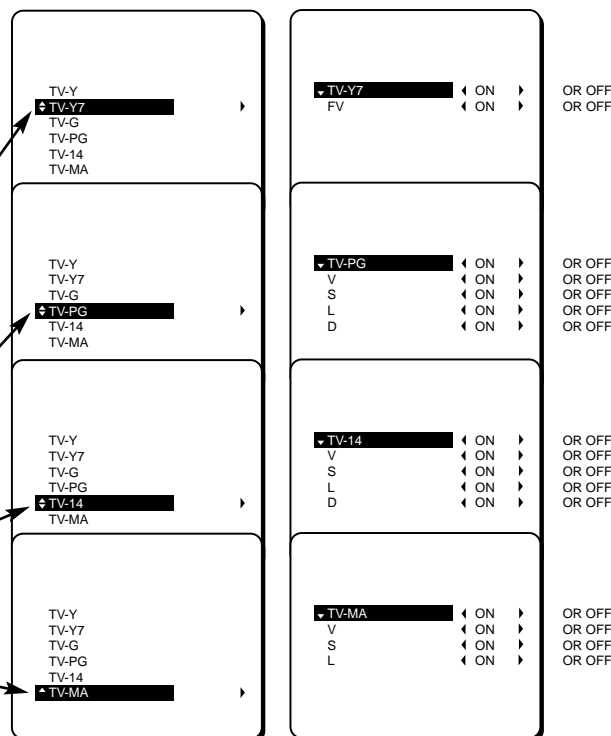 TV-Y
TV-Y7
TV-G
TV-PG
TV-14
TV-MA
TV-Y7 ON OR OFF
FV ON OR OFF
TV-Y
TV-Y7
TV-G
TV-PG
TV-14
TV-MA
TV-PG ON OR OFF
V ON OR OFF
S ON OR OFF
L ON OR OFF
D ON OR OFF
TV-Y
TV-Y7
TV-G
TV-PG
TV-14
TV-MA
TV-14 ON OR OFF
V ON OR OFF
S ON OR OFF
L ON OR OFF
D ON OR OFF
TV-Y
TV-Y7
TV-G
TV-PG
TV-14
TV-MA
TV-MA ON OR OFF
V ON OR OFF
S ON OR OFF
L ON OR OFF